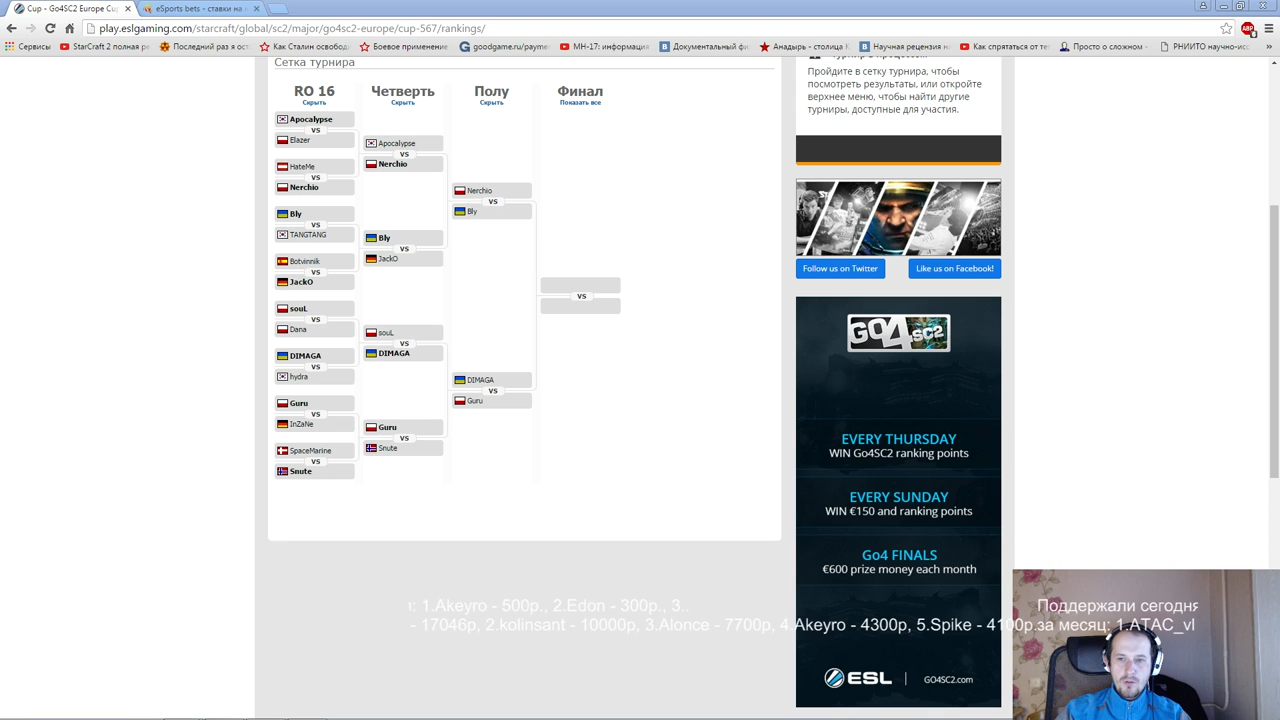 Cup - Go4SC2 Europe Cup
eSports bets - ставки на к
play.eslgaming.com/starcraft/global/sc2/major/go4sc2-europe/cup-567/rankings/
ABP
Сервисы
StarCraft 2 полная ре
Последний раз я ост
Как Сталин освобод
Боевое применение
goodgame.ru/payme
МН-17: информация
Документальный фи
Анадырь - столица
Научная рецензия на
Как спрятаться от те
Просто о сложном -
РНИИТО научно-исс
»
Сетка турнира
RO 16
Скрыть
Четверть
Скрыть
Полу
Скрыть
Финал
Показать все
Apocalypse
VS
Elazer
HateMe
VS
Nerchio
Bly
VS
TANGTANG
Botvinnik
VS
JackO
souL
VS
Dana
DIMAGA
VS
hydra
Guru
VS
InZaNe
SpaceMarine
VS
Snute
Apocalypse
VS
Nerchio
Bly
VS
JackO
souL
VS
DIMAGA
Guru
VS
Snute
Nerchio
VS
Bly
DIMAGA
VS
Guru
VS
Пройдите в сетку турнира, чтобы
посмотреть результаты, или откройте
верхнее меню, чтобы найти другие
турниры, доступные для участия.
Follow us on Twitter
Like us on Facebook!
GO4SC2
EVERY THURSDAY
WIN Go4SC2 ranking points
EVERY SUNDAY
WIN €150 and ranking points
Go4 FINALS
€600 prize money each month
ESL
GO4SC2.com
: 1.Akeyro - 500р., 2.Edon - 300р., 3..
Поддержали сегодня
- 17046р, 2.kolinsant - 10000р, 3.Alonce - 7700р, 4.Akeyro - 4300р, 5.Spike - 4100р.за месяц: 1.ATAC_vl